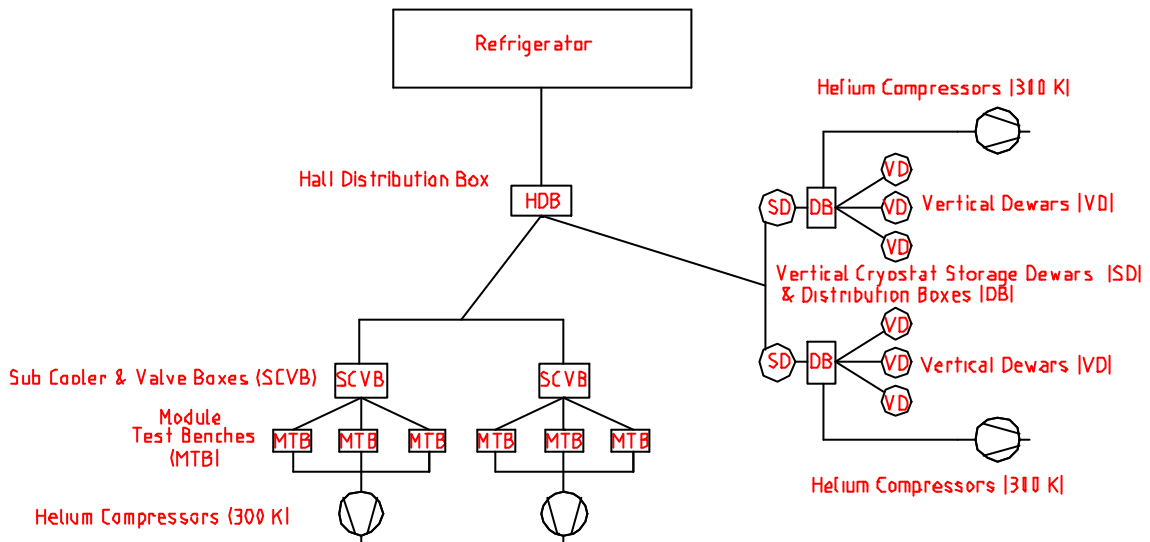 Refrigerator
Helium Compressors (300 K)
Hall Distribution Box
HDB
VD
SD
DB
VD
Vertical Dewars (VD)
VD
Vertical Cryostat Storage Dewars (SD)
& Distribution Boxes (DB)
VD
SD
DB
VD
Vertical Dewars (VD)
VD
Sub Cooler & Valve Boxes (SCVB)
SCVB
SCVB
Module
Test Benches
(MTB)
MTB
MTB
MTB
MTB
MTB
MTB
Helium Compressors (300 K)
Helium Compressors (300 K)